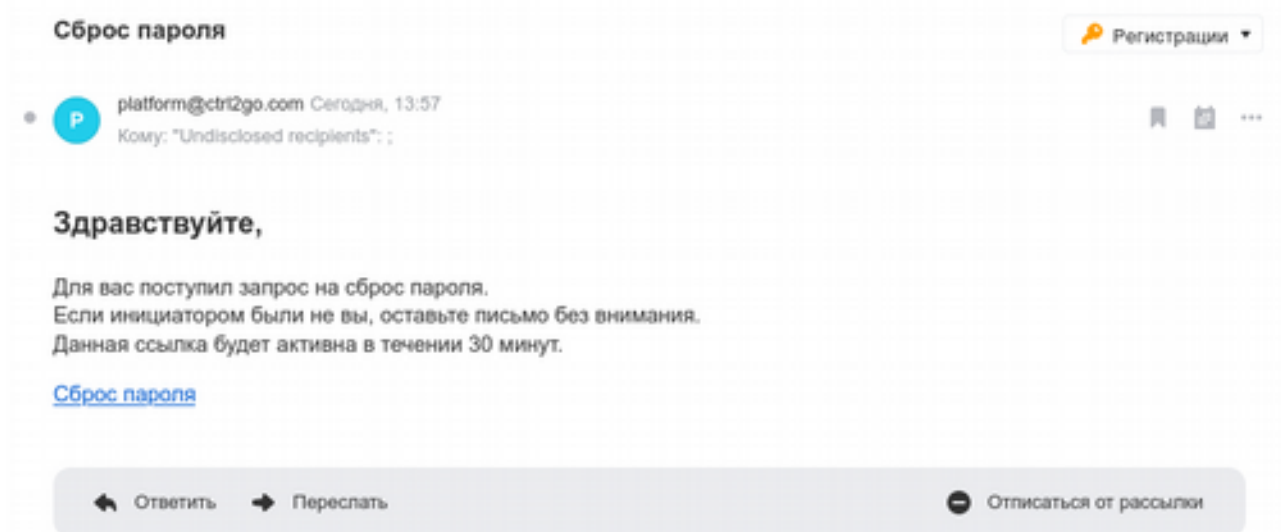 Сброс пароля
Регистрации
platform@ctrl2go.com Сегодня, 13:57
P
Кому: "Undisclosed recipients": ;
Здравствуйте,
Для вас поступил запрос на сброс пароля.
Если инициатором были не вы, оставьте письмо без внимания.
Данная ссылка будет активна в течении 30 минут.
Сброс пароля
Ответить Переслать Отписаться от рассылки